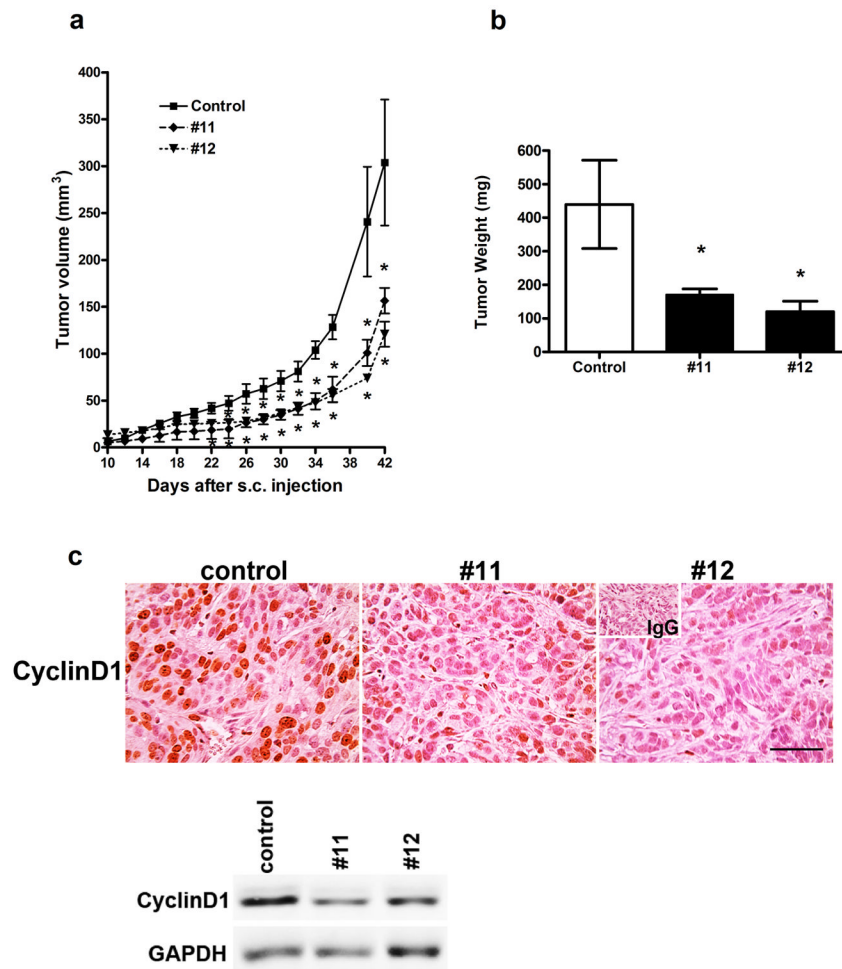 a
b
400
350
300
250
200
150
100
50
0
Tumor volume (mm3)
Control
#11
#12
* * * * * * * * *
* * * * * * * * *
10 14 18 22 26 30 34 38 42
Days after s.c. injection
600
500
400
300
200
100
0
Tumor Weight (mg)
*
*
Control #11 #12
c
control #11 #12
CyclinD1
IgG
control #11 #12
CyclinD1
GAPDH